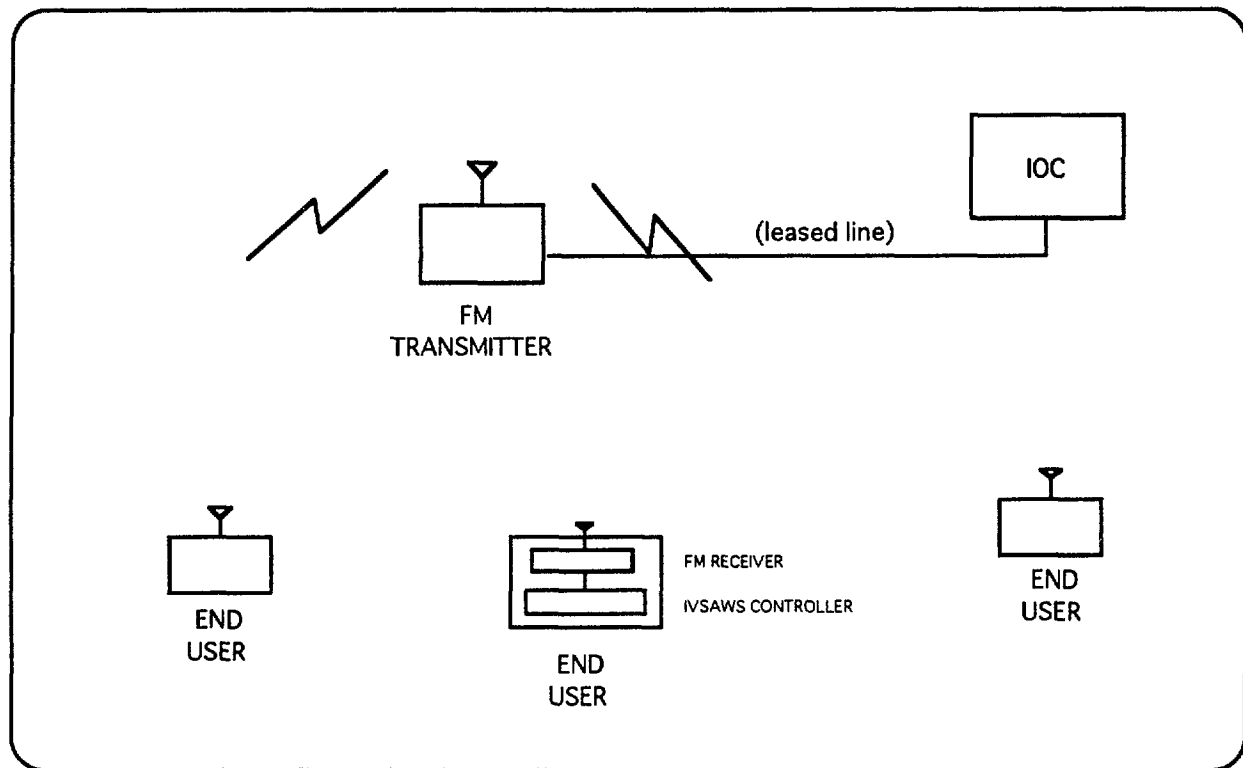 IOC
(leased line)
FM
TRANSMITTER
FM RECEIVER
IVSAWS CONTROLLER
END
USER
END
USER
END
USER